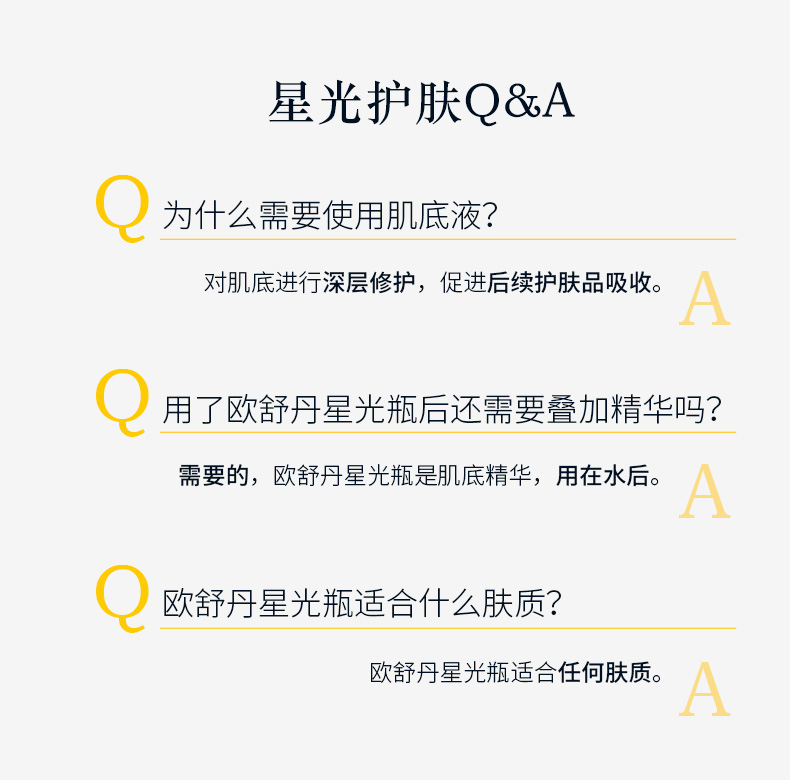 星光护肤Q&A
Q 为什么需要使用肌底液？
对肌底进行深层修护，促进后续护肤品吸收。 A
Q 用了欧舒丹星光瓶后还需要叠加精华吗？
需要的，欧舒丹星光瓶是肌底精华，用在水后。 A
Q 欧舒丹星光瓶适合什么肤质？
欧舒丹星光瓶适合任何肤质。 A